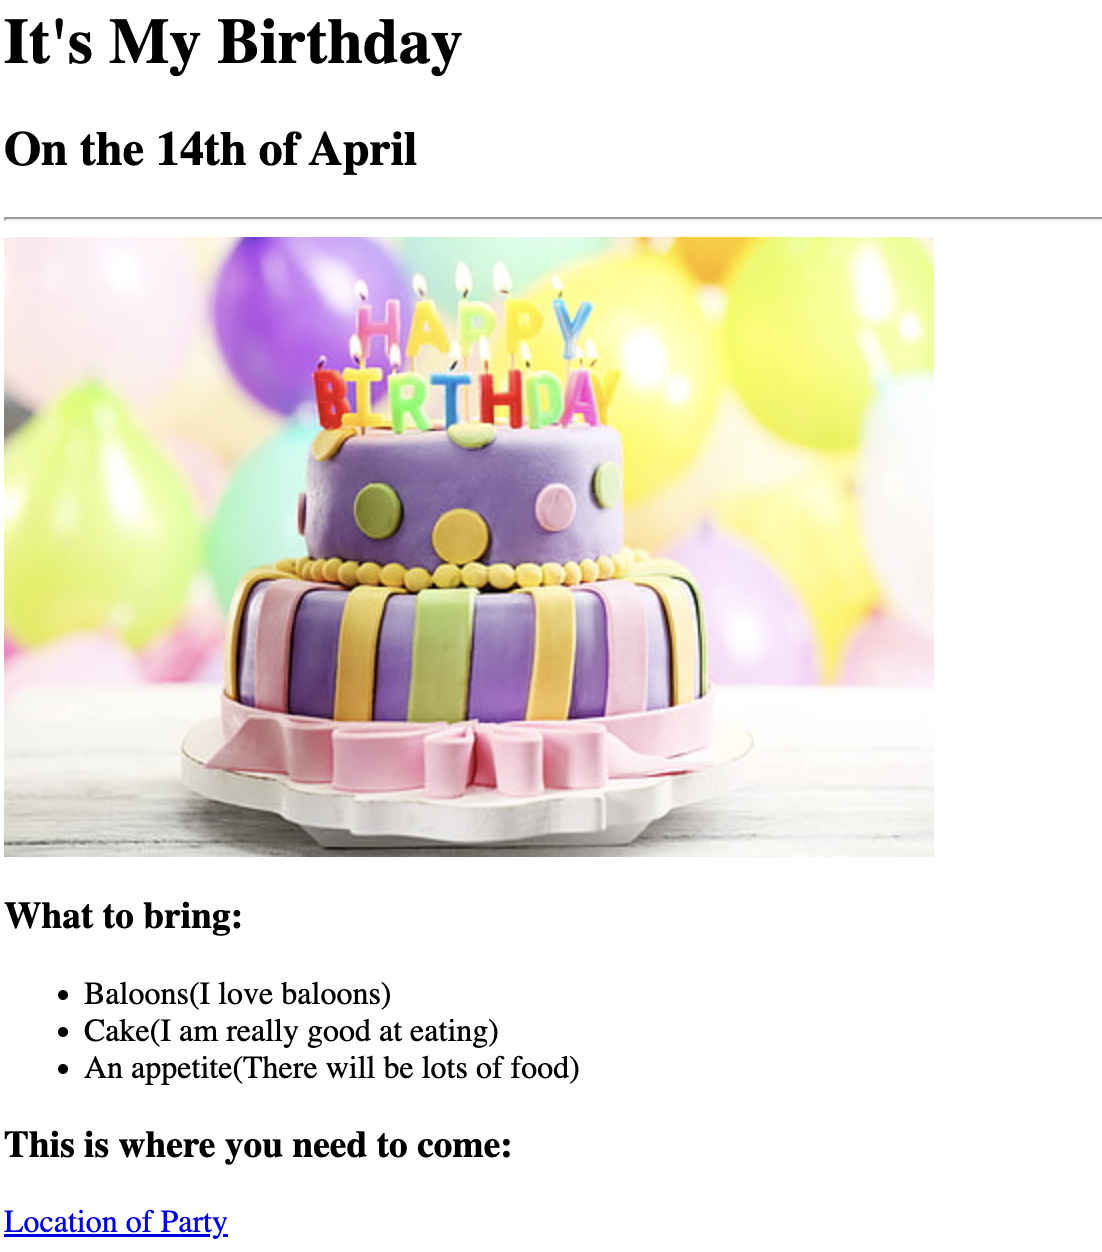 It's My Birthday
On the 14th of April
HAPPY
BIRTHDAY
What to bring:
Baloons(I love baloons)
Cake(I am really good at eating)
An appetite(There will be lots of food)
This is where you need to come:
Location of Party